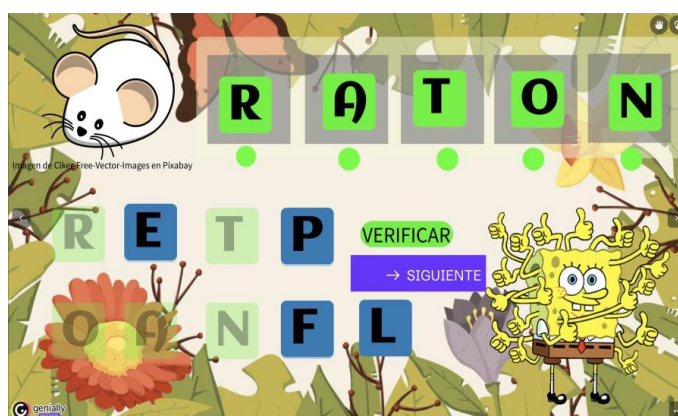 R A T O N
Imagen de Clker-Free-Vector-Images en Pixabay
R E T P
VERIFICAR
→ SIGUIENTE
O A N F L
genially